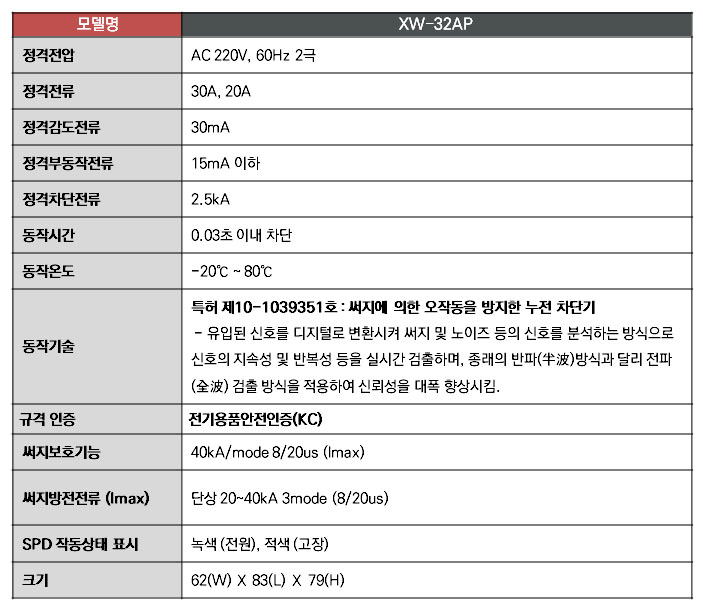 모델명 XW-32AP
정격전압 AC 220V, 60Hz 2극
정격전류 30A, 20A
정격감도전류 30mA
정격부동작전류 15mA 이하
정격차단전류 2.5kA
동작시간 0.03초 이내 차단
동작온도 -20℃ ~ 80℃
동작기술
특허 제10-1039351호 : 써지에 의한 오작동을 방지한 누전 차단기
- 유입된 신호를 디지털로 변환시켜 써지 및 노이즈 등의 신호를 분석하는 방식으로
신호의 지속성 및 반복성 등을 실시간 검출하며, 종래의 반파(半波)방식과 달리 전파
(全波) 검출 방식을 적용하여 신뢰성을 대폭 향상시킴.
규격 인증 전기용품안전인증(KC)
써지보호기능 40kA/mode 8/20us (Imax)
써지방전전류 (Imax) 단상 20~40kA 3mode (8/20us)
SPD 작동상태 표시 녹색 (전원), 적색 (고장)
크기 62(W) X 83(L) X 79(H)